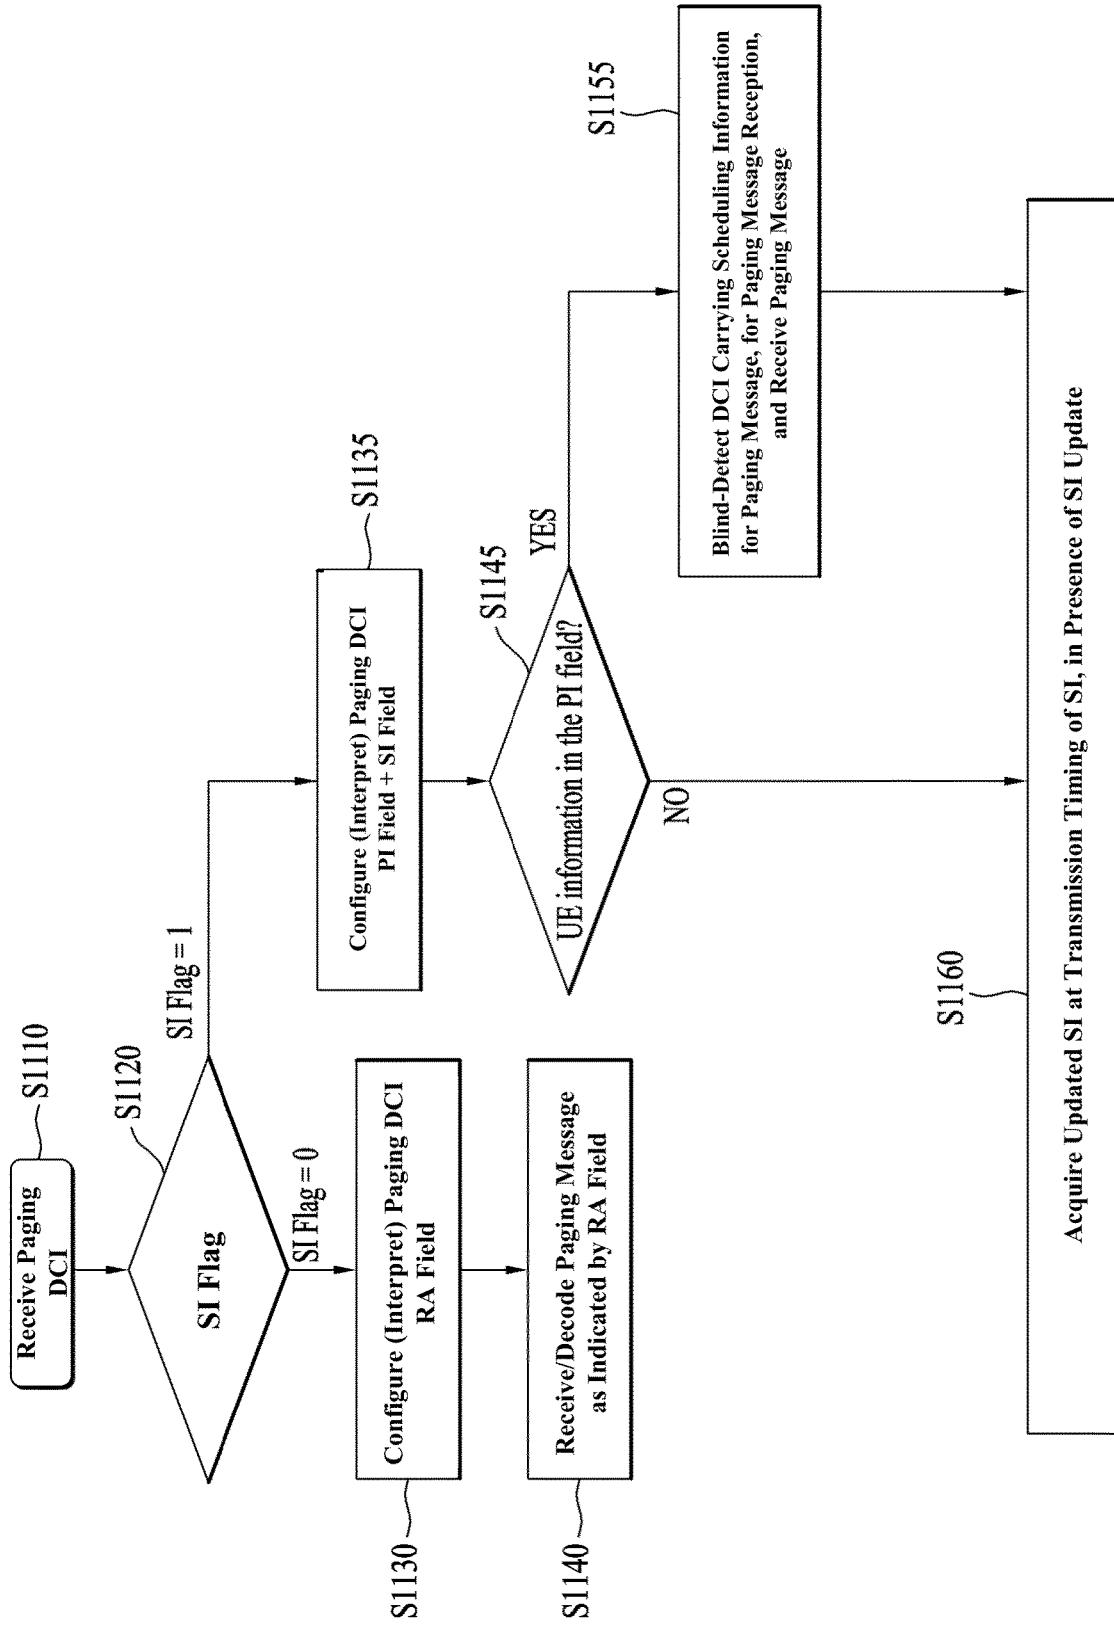 Receive Paging
DCI
S1110
SI Flag
S1120
SI Flag = 0
SI Flag = 1
Configure (Interpret) Paging DCI
RA Field
S1130
Receive/Decode Paging Message
as Indicated by RA Field
S1140
Configure (Interpret) Paging DCI
PI Field + SI Field
S1135
UE information in the PI field?
S1145
YES
NO
Blind-Detect DCI Carrying Scheduling Information
for Paging Message, for Paging Message Reception,
and Receive Paging Message
S1155
S1160
Acquire Updated SI at Transmission Timing of SI, in Presence of SI Update